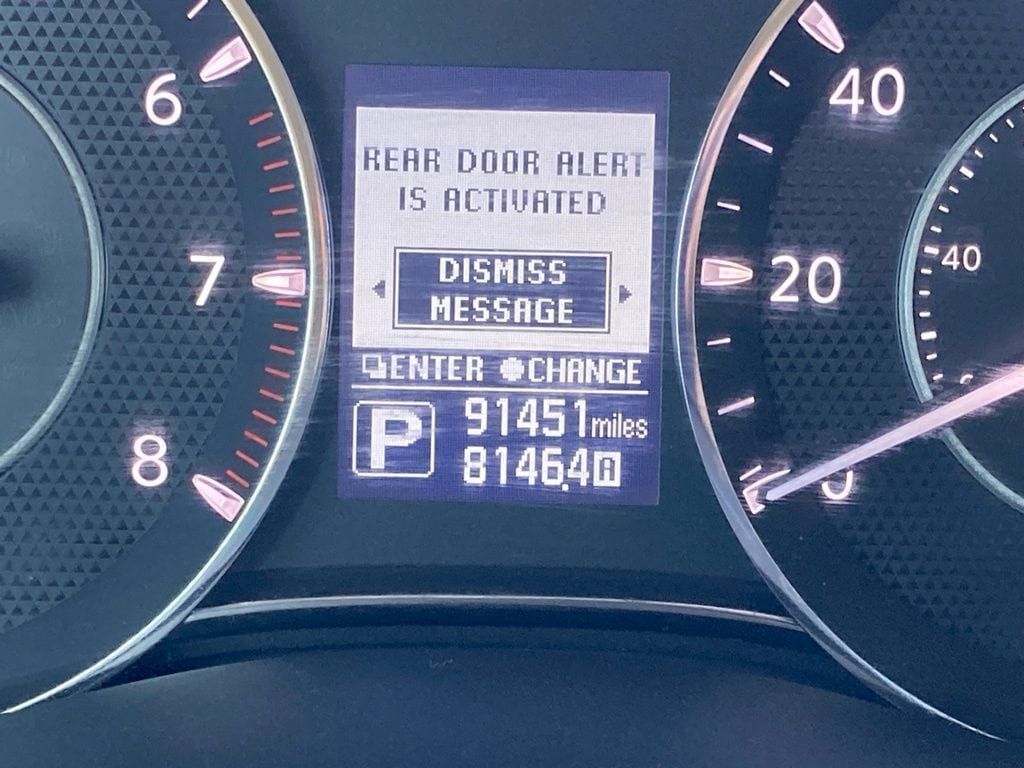 6
7
8
REAR DOOR ALERT
IS ACTIVATED
DISMISS
MESSAGE
ENTER CHANGE
P
91451 miles
8146.4 A
40
20
0
40